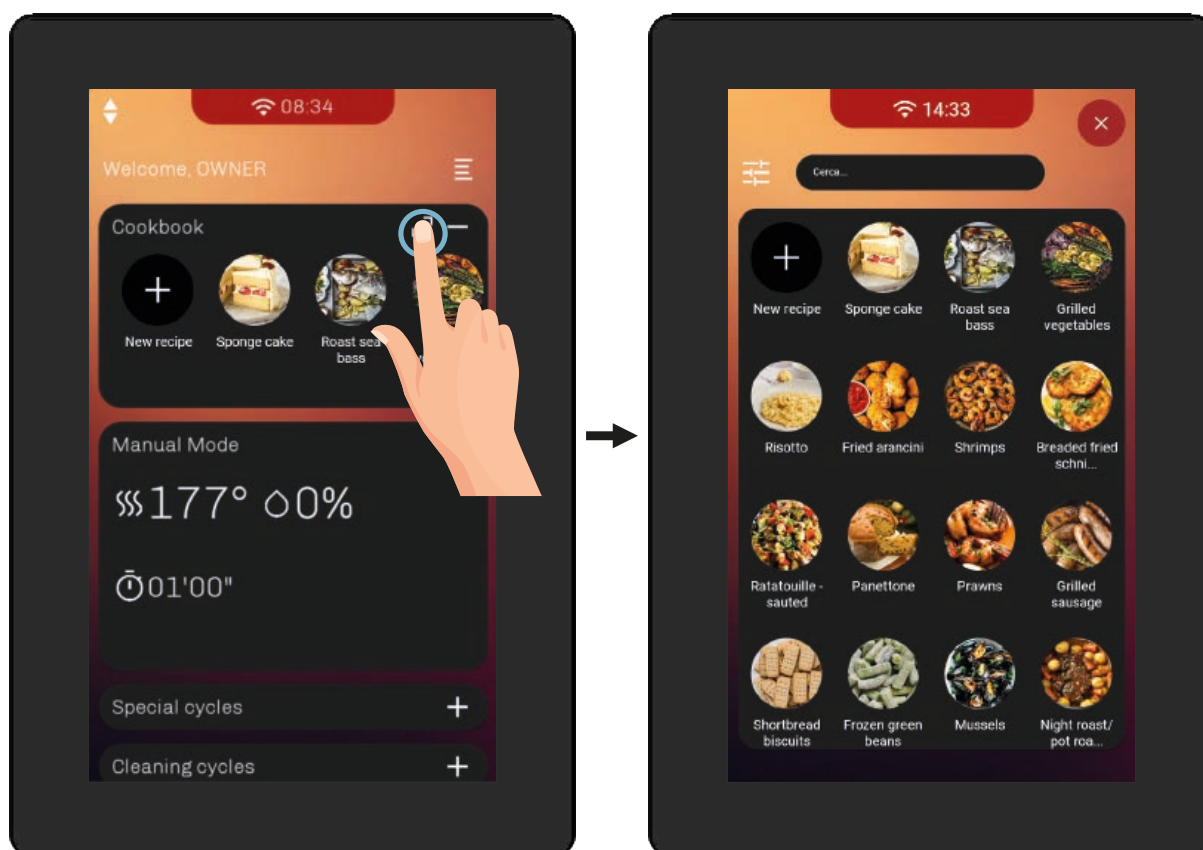 08:34
Welcome, OWNER
Cookbook
New recipe
Sponge cake
Roast sea
bass
Manual Mode
177° 0%
01'00"
Special cycles
Cleaning cycles
14:33
Cerca...
New recipe
Sponge cake
Roast sea
bass
Grilled
vegetables
Risotto
Fried arancini
Shrimps
Breaded fried
schni...
Ratatouille -
sauted
Panettone
Prawns
Grilled
sausage
Shortbread
biscuits
Frozen green
beans
Mussels
Night roast/
pot roa...